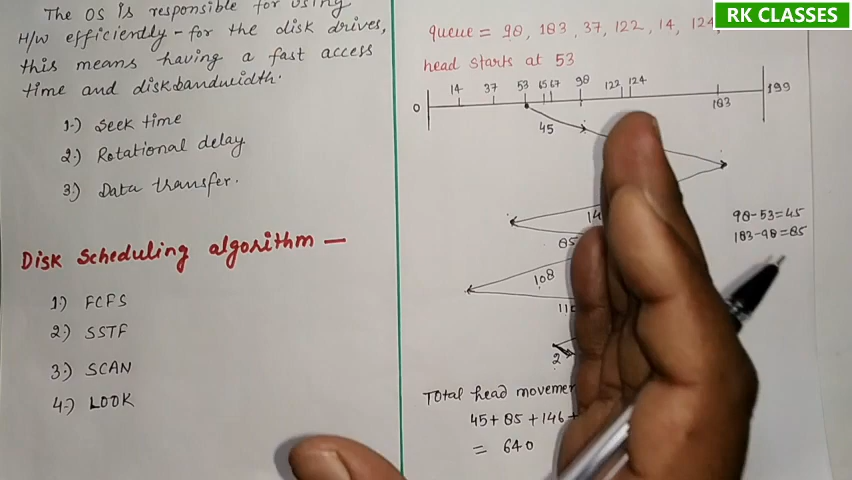 The OS is responsible for using
H/w efficiently - for the disk drives,
this means having a fast access
time and disk bandwidth.
1.) Seek time
2.) Rotational delay
3.) Data transfer.
Disk Scheduling algorithm —
1) FCFS
2) SSTF
3) SCAN
4.) LOOK
RK CLASSES
queue = 98, 183, 37, 122, 14, 124,
head starts at 53
0 14 37 53 65 67 98 122 124 183 199
45
14
85
108
110
2
98-53=45
183-98=85
Total head movemen
45+85+146+
= 640